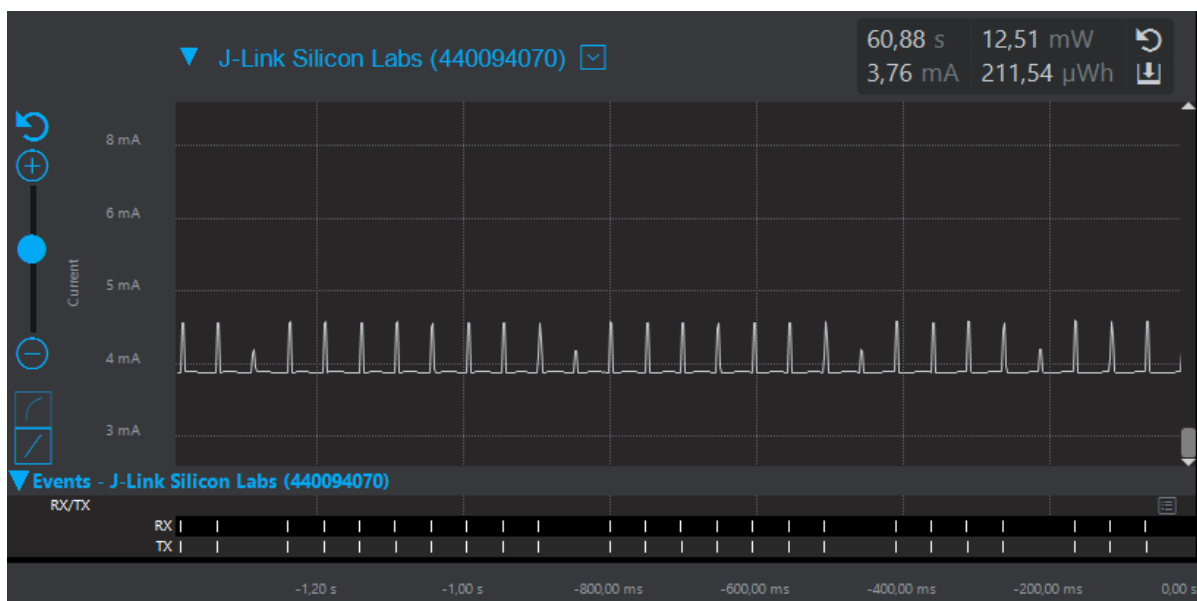 J-Link Silicon Labs (440094070)
60,88 s 12,51 mW
3,76 mA 211,54 µWh
8 mA
6 mA
5 mA
4 mA
3 mA
Current
Events - J-Link Silicon Labs (440094070)
RX/TX
RX
TX
-1,20 s -1,00 s -800,00 ms -600,00 ms -400,00 ms -200,00 ms 0,00 s